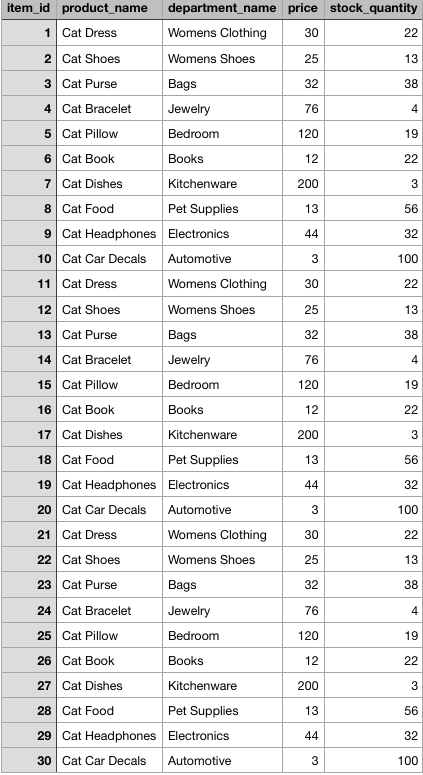 item_id product_name department_name price stock_quantity
1 Cat Dress Womens Clothing 30 22
2 Cat Shoes Womens Shoes 25 13
3 Cat Purse Bags 32 38
4 Cat Bracelet Jewelry 76 4
5 Cat Pillow Bedroom 120 19
6 Cat Book Books 12 22
7 Cat Dishes Kitchenware 200 3
8 Cat Food Pet Supplies 13 56
9 Cat Headphones Electronics 44 32
10 Cat Car Decals Automotive 3 100
11 Cat Dress Womens Clothing 30 22
12 Cat Shoes Womens Shoes 25 13
13 Cat Purse Bags 32 38
14 Cat Bracelet Jewelry 76 4
15 Cat Pillow Bedroom 120 19
16 Cat Book Books 12 22
17 Cat Dishes Kitchenware 200 3
18 Cat Food Pet Supplies 13 56
19 Cat Headphones Electronics 44 32
20 Cat Car Decals Automotive 3 100
21 Cat Dress Womens Clothing 30 22
22 Cat Shoes Womens Shoes 25 13
23 Cat Purse Bags 32 38
24 Cat Bracelet Jewelry 76 4
25 Cat Pillow Bedroom 120 19
26 Cat Book Books 12 22
27 Cat Dishes Kitchenware 200 3
28 Cat Food Pet Supplies 13 56
29 Cat Headphones Electronics 44 32
30 Cat Car Decals Automotive 3 100